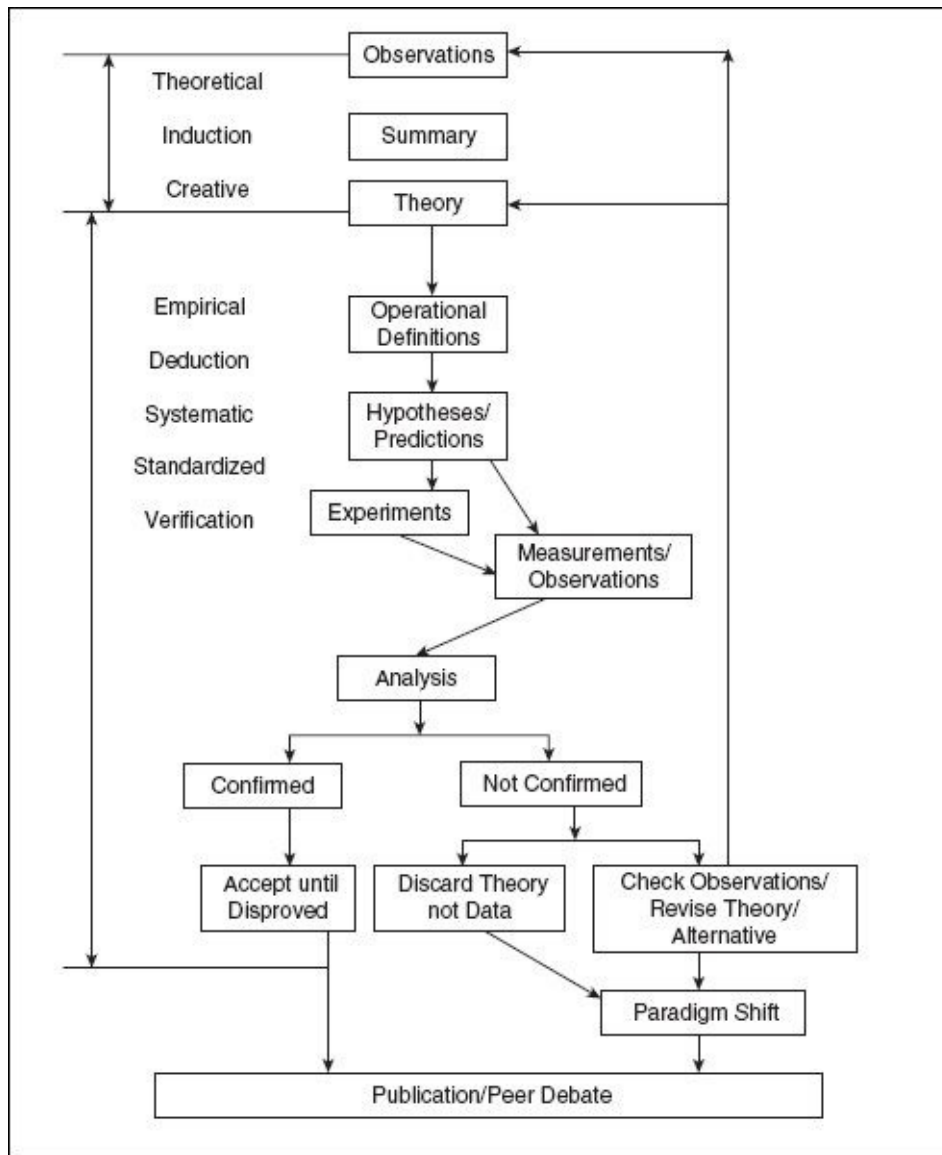 Observations
Theoretical
Induction
Summary
Creative
Theory
Empirical
Operational
Definitions
Deduction
Systematic
Hypotheses/
Predictions
Standardized
Experiments
Verification
Measurements/
Observations
Analysis
Confirmed
Not Confirmed
Accept until
Disproved
Discard Theory
not Data
Check Observations/
Revise Theory/
Alternative
Paradigm Shift
Publication/Peer Debate